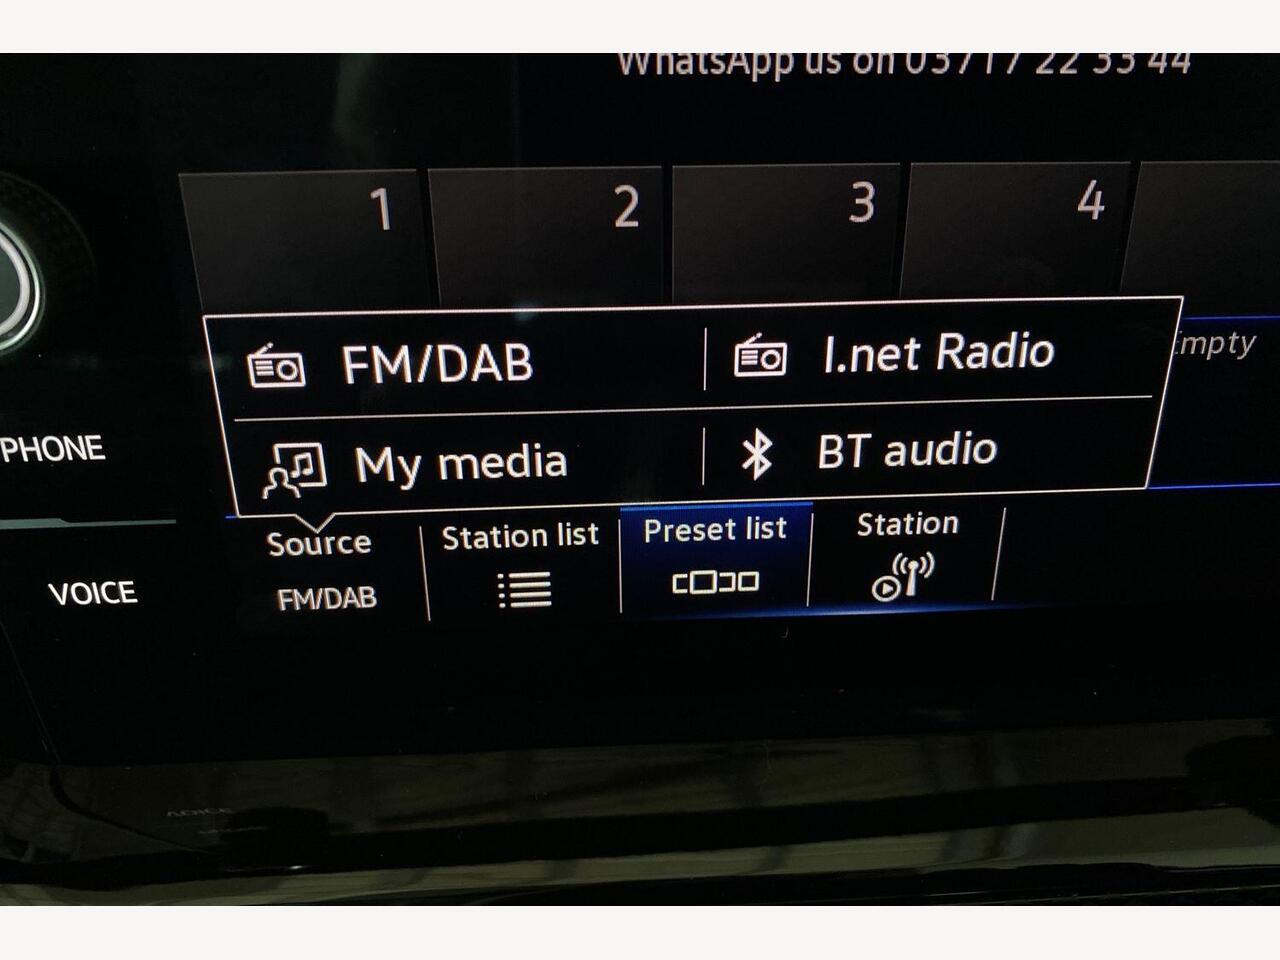 WhatsApp us on 03717 22 33 44
1 2 3 4
FM/DAB I.net Radio
My media BT audio
PHONE
Source Station list Preset list Station
FM/DAB
VOICE